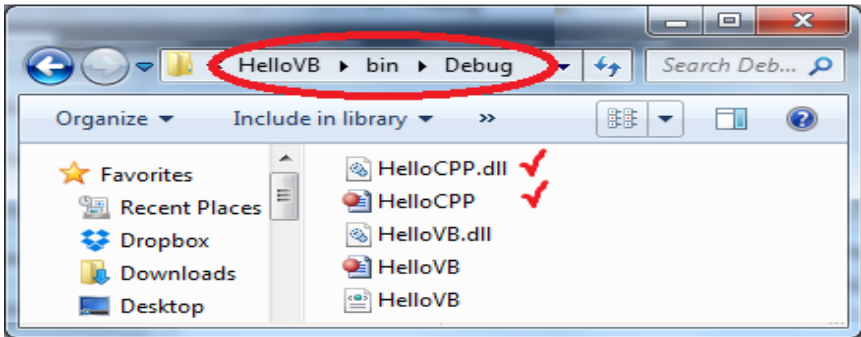 « HelloVB ▸ bin ▸ Debug Search Deb...
Organize Include in library »
Favorites
Recent Places
Dropbox
Downloads
Desktop
HelloCPP.dll
HelloCPP
HelloVB.dll
HelloVB
HelloVB